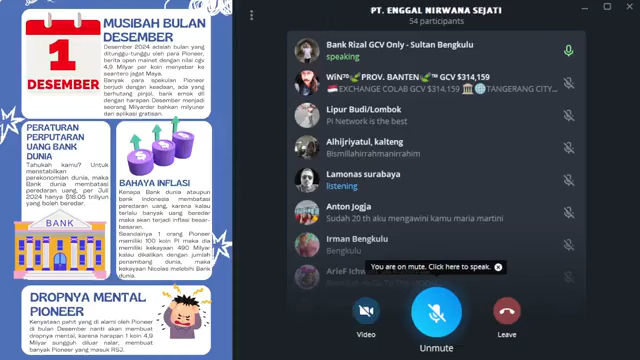 MUSIBAH BULAN
DESEMBER
1
DESEMBER
Desember 2024 adalah bulan yang
ditunggu-tunggu oleh para Pioneer,
berita open mainet dengan nilai gcv
4,9 Milyar per koin menyebar ke
seantero jagat Maya.
Banyak para spekulan Pioneer
berjudi dengan keadaan, ada yang
berhutang pinjol, bank emok dll
dengan harapan Desember menjadi
seorang Milyarder bahkan milyuner
dari aplikasi gratisan.
PERATURAN
PERPUTARAN
UANG BANK
DUNIA
Tahukah kamu? Untuk
menstabilkan
perekonomian dunia, maka
Bank dunia membatasi
peredaran uang, per Juli
2024 hanya $18.05 triliyun
yang boleh beredar.
BANK
BAHAYA INFLASI
Kenapa Bank dunia ataupun
bank Indonesia membatasi
peredaran uang, karena kalau
terlalu banyak uang beredar
maka akan terjadi inflasi besar-
besaran.
Seandainya 1 orang Pioneer
memiliki 100 koin PI maka dia
memiliki kekayaan 490 Milyar
kalau dikalikan dengan jumlah
penambang dunia, maka
kekayaan Nicolas melebihi Bank
dunia.
DROPNYA MENTAL
PIONEER
Kenyataan pahit yang di alami oleh Pioneer
di bulan Desember nanti akan membuat
dropnya mental, karena harapan 1 koin 4,9
Milyar sungguh diluar nalar, membuat
banyak Pioneer yang masuk RSJ.
PT. ENGGAL NIRWANA SEJATI
54 participants
Bank Rizal GCV Only - Sultan Bengkulu
speaking
PROV. BANTEN GCV $314,159
EXCHANGE COLAB GCV $314.159 TANGERANG CITY...
Lipur Budi/Lombok
Pi Network is the best
Alhijriyatul, kalteng
Bismillahirrahmanirrahim
Lamonas surabaya
listening
Anton Jogja
Sudah 20 th aku mengawini kamu maria martini
Irman Bengkulu
Bengkulu
You are on mute. Click here to speak.
Video
Unmute
Leave